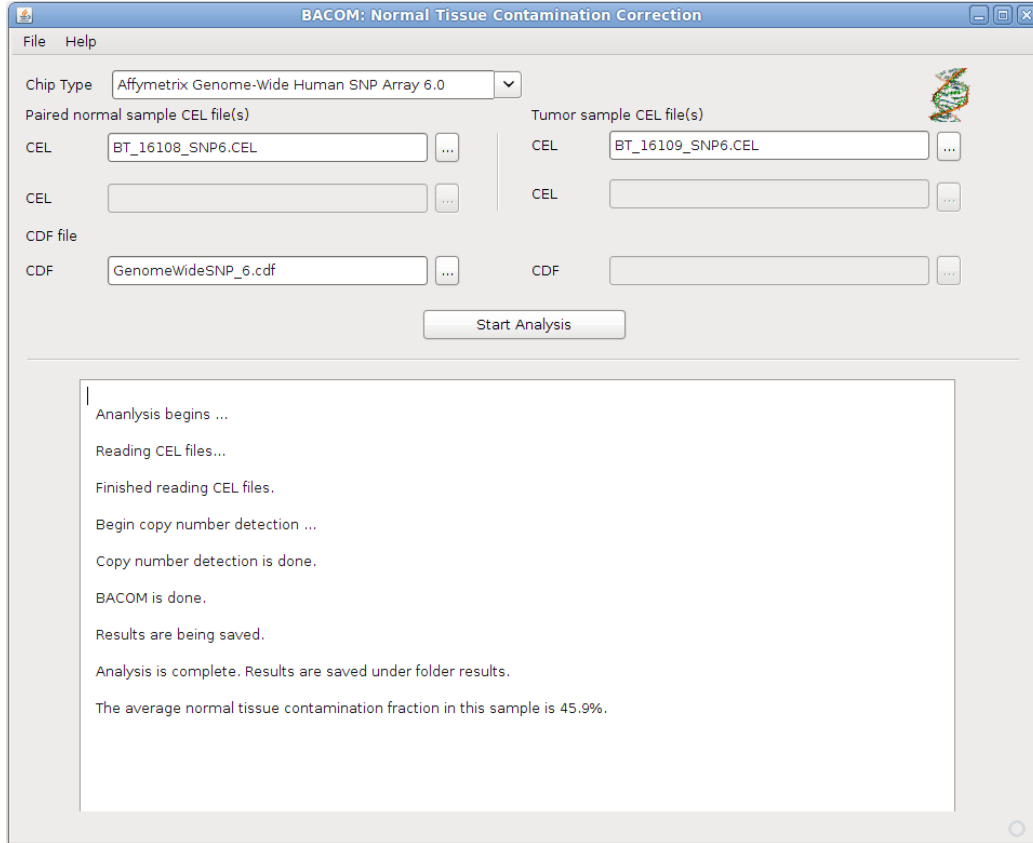 BACOM: Normal Tissue Contamination Correction
File Help
Chip Type Affymetrix Genome-Wide Human SNP Array 6.0
Paired normal sample CEL file(s) Tumor sample CEL file(s)
CEL BT_16108_SNP6.CEL ... CEL BT_16109_SNP6.CEL ...
CEL ... CEL ...
CDF file
CDF GenomeWideSNP_6.cdf ... CDF ...
Start Analysis
Ananlysis begins ...
Reading CEL files...
Finished reading CEL files.
Begin copy number detection ...
Copy number detection is done.
BACOM is done.
Results are being saved.
Analysis is complete. Results are saved under folder results.
The average normal tissue contamination fraction in this sample is 45.9%.